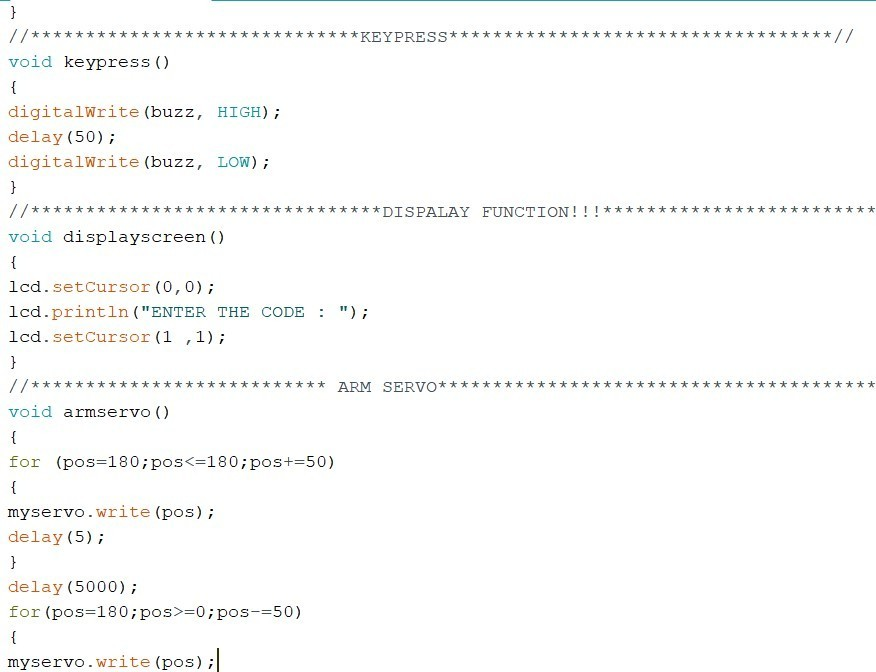 }
//******************************KEYPRESS***********************************//
void keypress()
{
digitalWrite(buzz, HIGH);
delay(50);
digitalWrite(buzz, LOW);
}
//********************************DISPALAY FUNCTION!!!*************************
void displayscreen()
{
lcd.setCursor(0,0);
lcd.println("ENTER THE CODE : ");
lcd.setCursor(1 ,1);
}
//*************************** ARM SERVO****************************************
void armservo()
{
for (pos=180;pos<=180;pos+=50)
{
myservo.write(pos);
delay(5);
}
delay(5000);
for(pos=180;pos>=0;pos-=50)
{
myservo.write(pos);